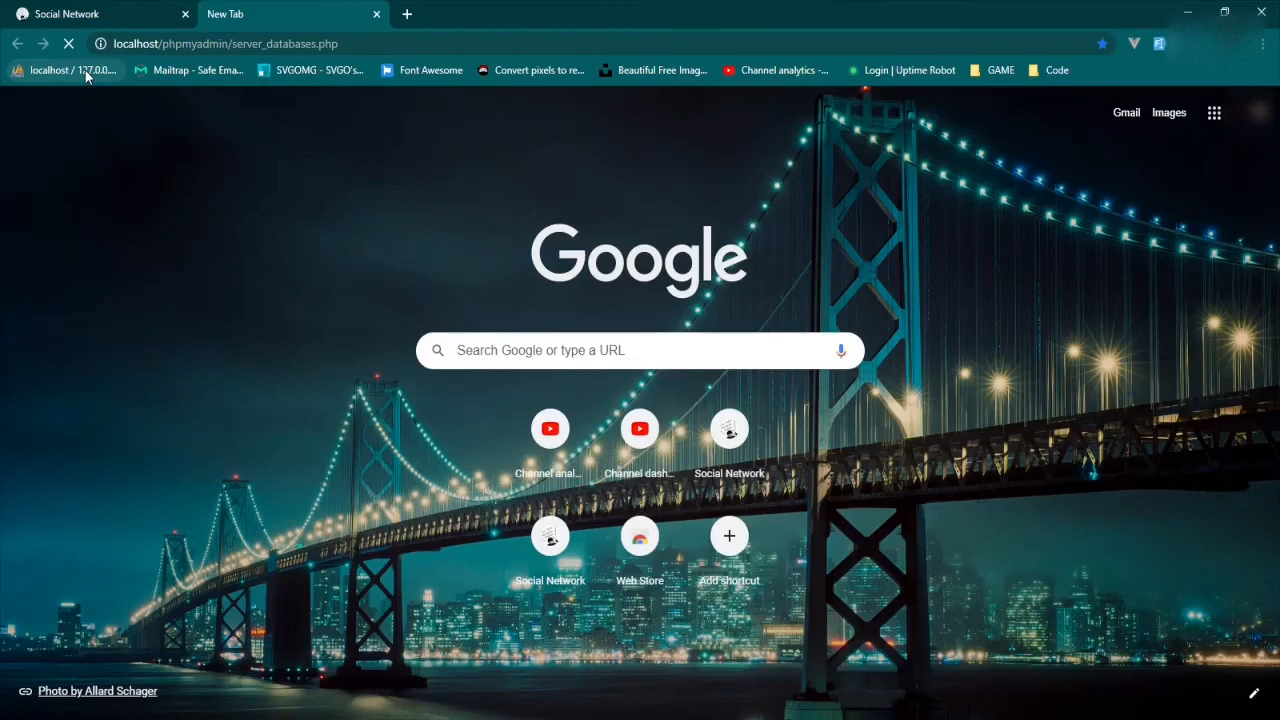 Social Network
New Tab
localhost/phpmyadmin/server_databases.php
localhost / 127.0.0....
Mailtrap - Safe Ema...
SVGOMG - SVGO's...
Font Awesome
Convert pixels to re...
Beautiful Free Imag...
Channel analytics -...
Login | Uptime Robot
GAME
Code
Gmail
Images
Google
Search Google or type a URL
Channel anal...
Channel dash...
Social Network
Social Network
Web Store
Add shortcut
Photo by Allard Schager